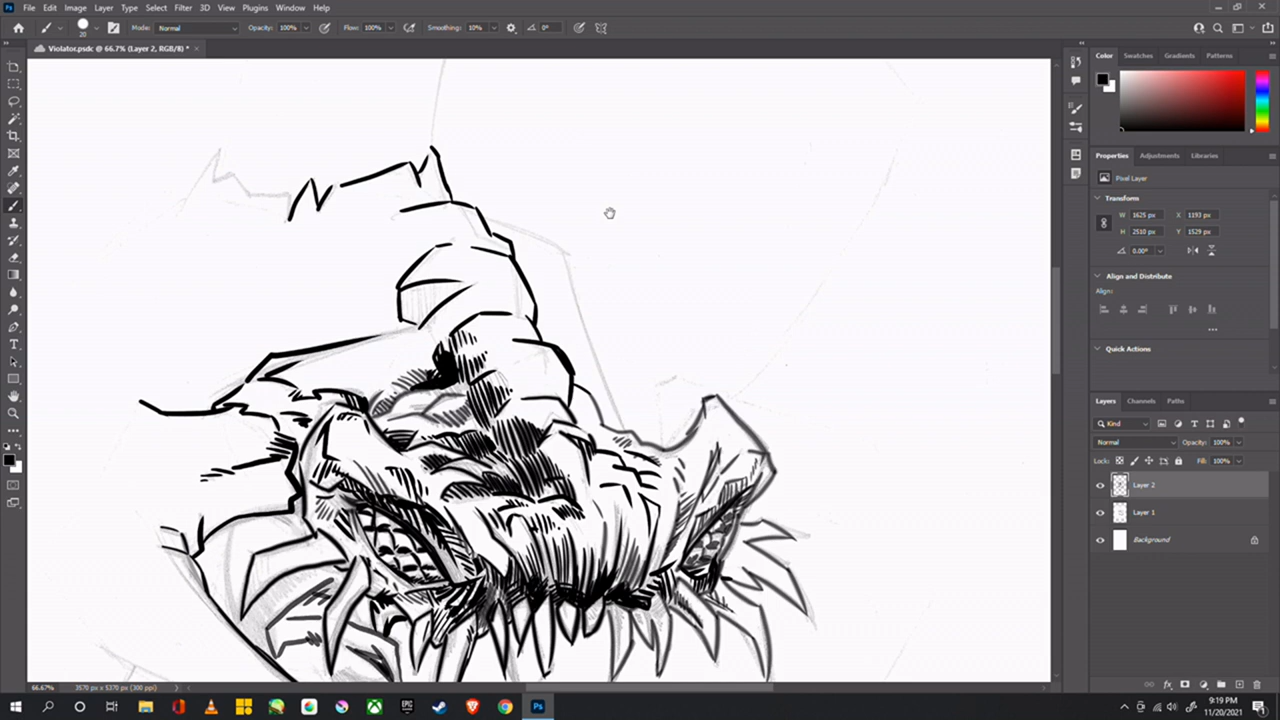 File Edit Image Layer Type Select Filter 3D View Plugins Window Help
20 Mode: Normal Opacity: 100% Flow: 100% Smoothing: 10% 0°
Violator.psdc @ 66.7% (Layer 2, RGB/8) * ×
Color Swatches Gradients Patterns
Properties Adjustments Libraries
Pixel Layer
Transform
W 1625 px X 1193 px
H 2510 px Y 1529 px
0.00°
Align and Distribute
Align:
Quick Actions
Layers Channels Paths
Kind
Normal Opacity: 100%
Lock: Fill: 100%
Layer 2
Layer 1
Background
66.67% 3570 px x 5370 px (300 ppi)
9:19 PM
11/20/2021